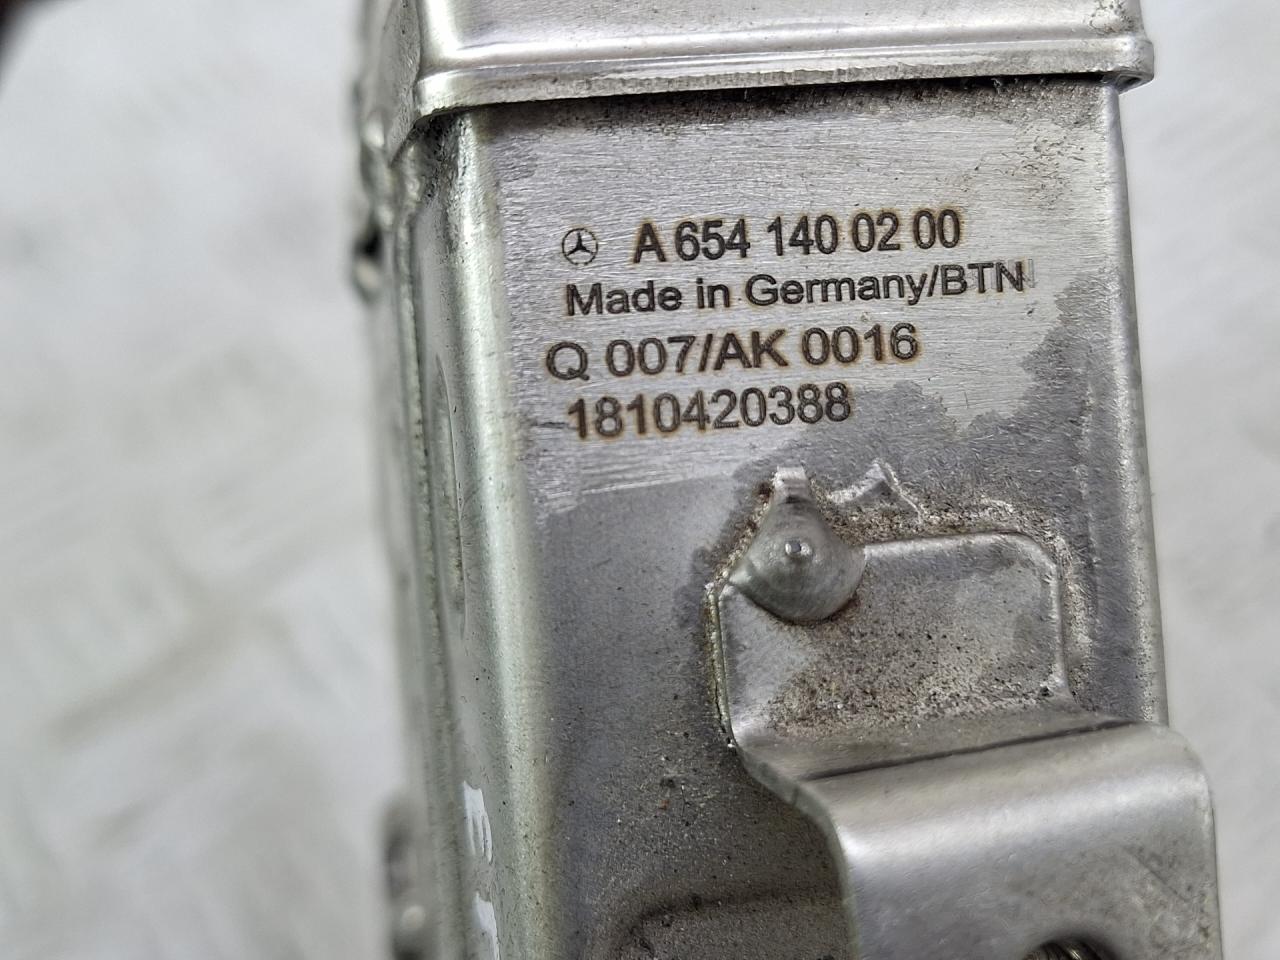 A 654 140 02 00
Made in Germany/BTN
Q 007/AK 0016
1810420388